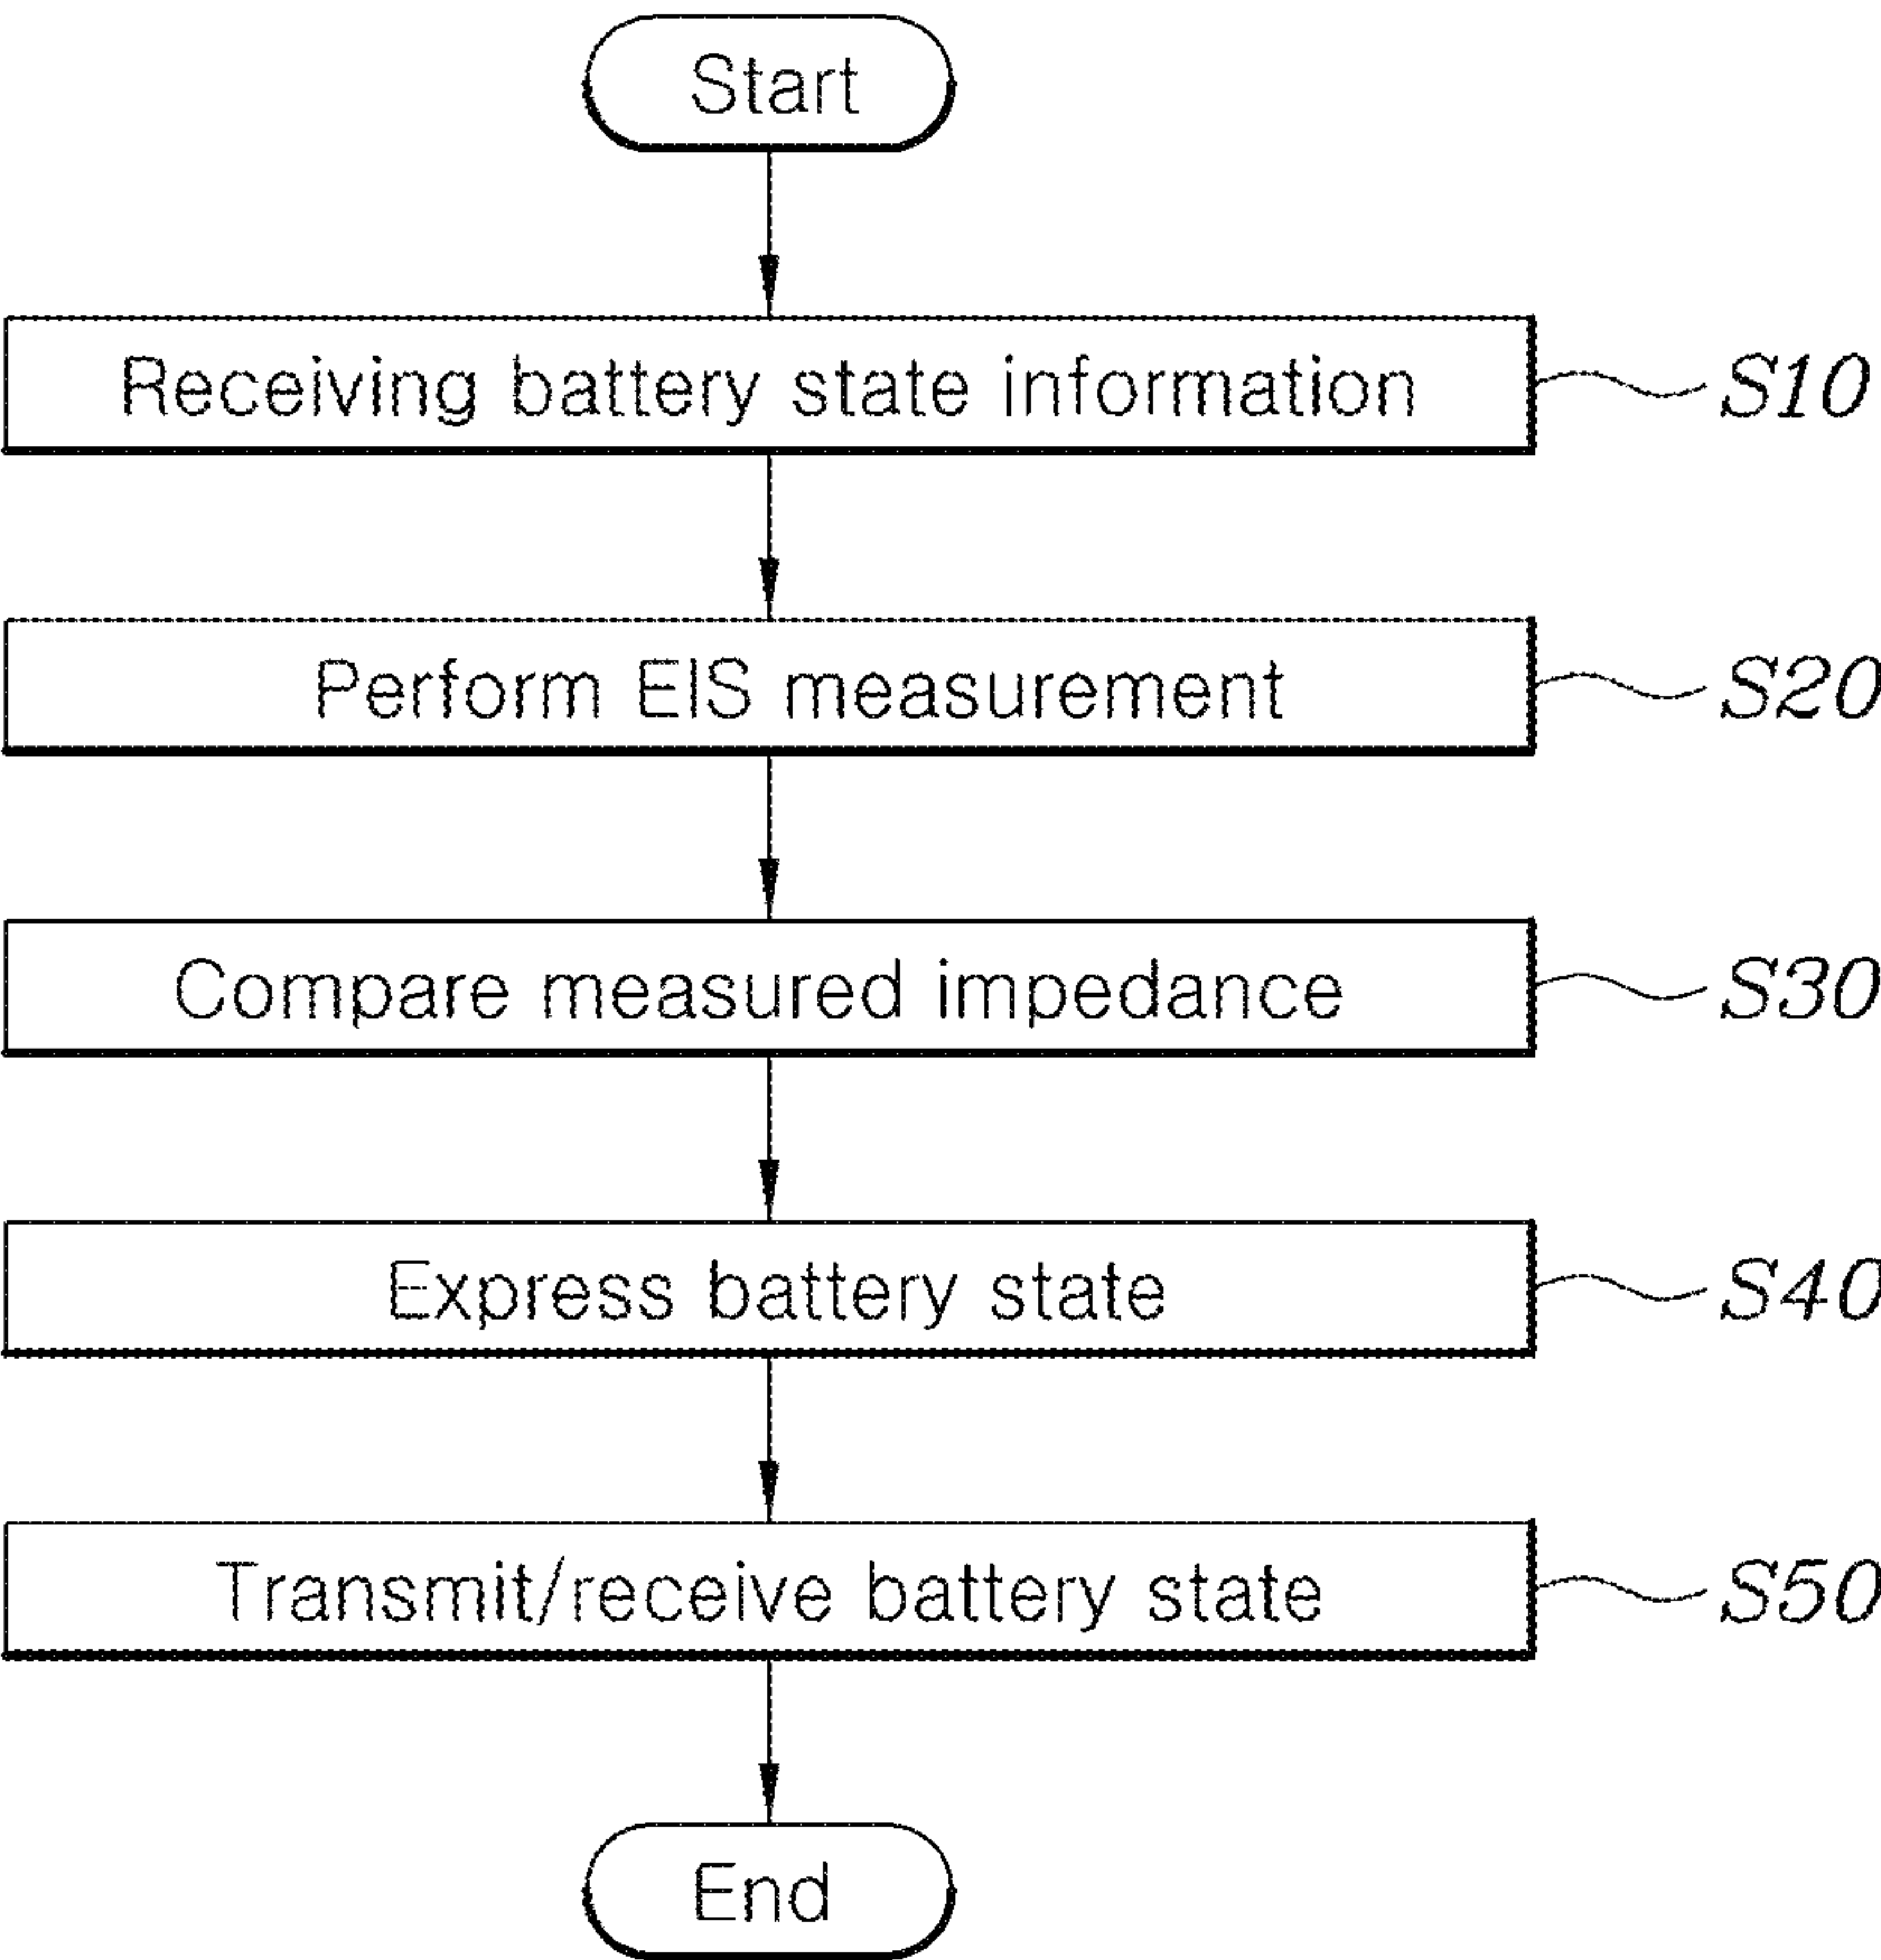 Start
Receiving battery state information S10
Perform EIS measurement S20
Compare measured impedance S30
Express battery state S40
Transmit/receive battery state S50
End